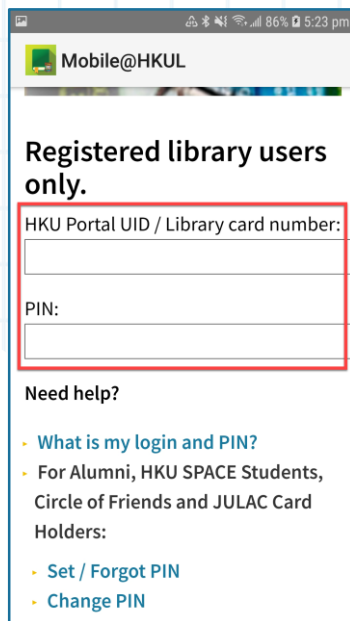 86% 5:23 pm
Mobile@HKUL
Registered library users
only.
HKU Portal UID / Library card number:
PIN:
Need help?
What is my login and PIN?
For Alumni, HKU SPACE Students,
Circle of Friends and JULAC Card
Holders:
Set / Forgot PIN
Change PIN